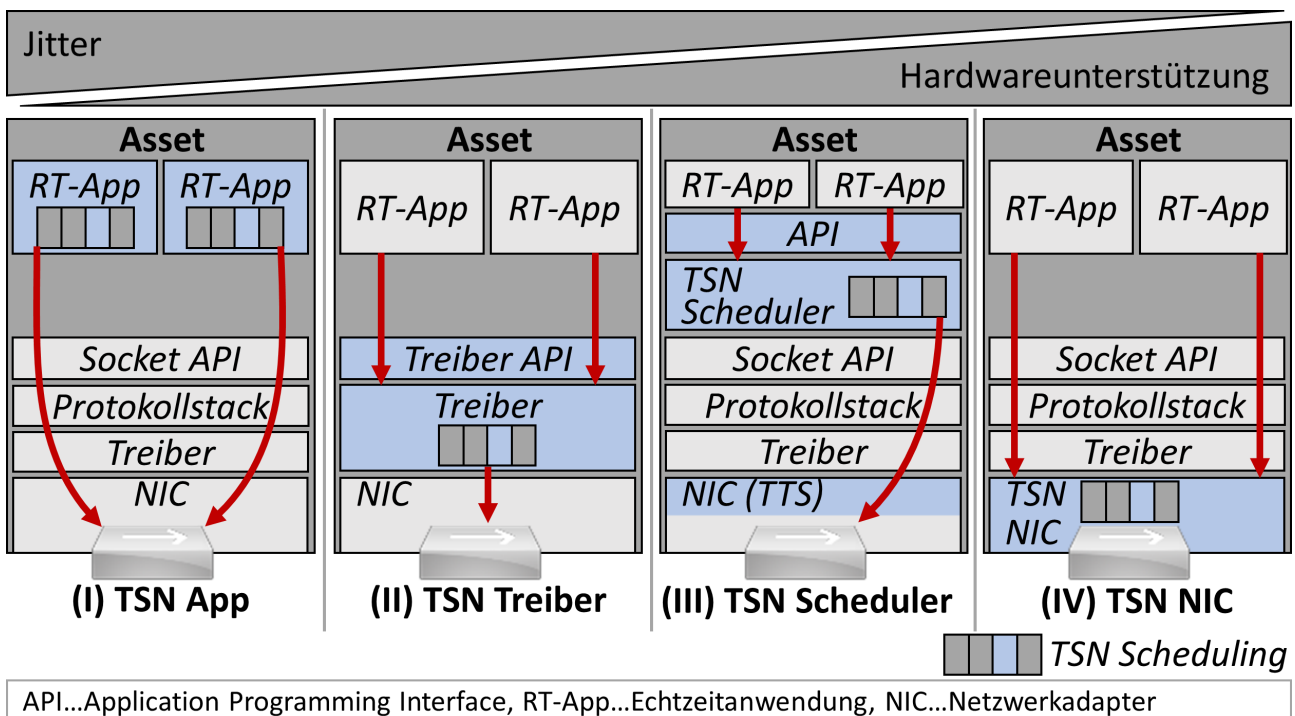 Jitter
Hardwareunterstützung
Asset
RT-App
RT-App
Socket API
Protokollstack
Treiber
NIC
(I) TSN App
Asset
RT-App
RT-App
Treiber API
Treiber
NIC
(II) TSN Treiber
Asset
RT-App
RT-App
API
TSN
Scheduler
Socket API
Protokollstack
Treiber
NIC (TTS)
(III) TSN Scheduler
Asset
RT-App
RT-App
Socket API
Protokollstack
Treiber
TSN
NIC
(IV) TSN NIC
TSN Scheduling
API...Application Programming Interface, RT-App...Echtzeitanwendung, NIC...Netzwerkadapter